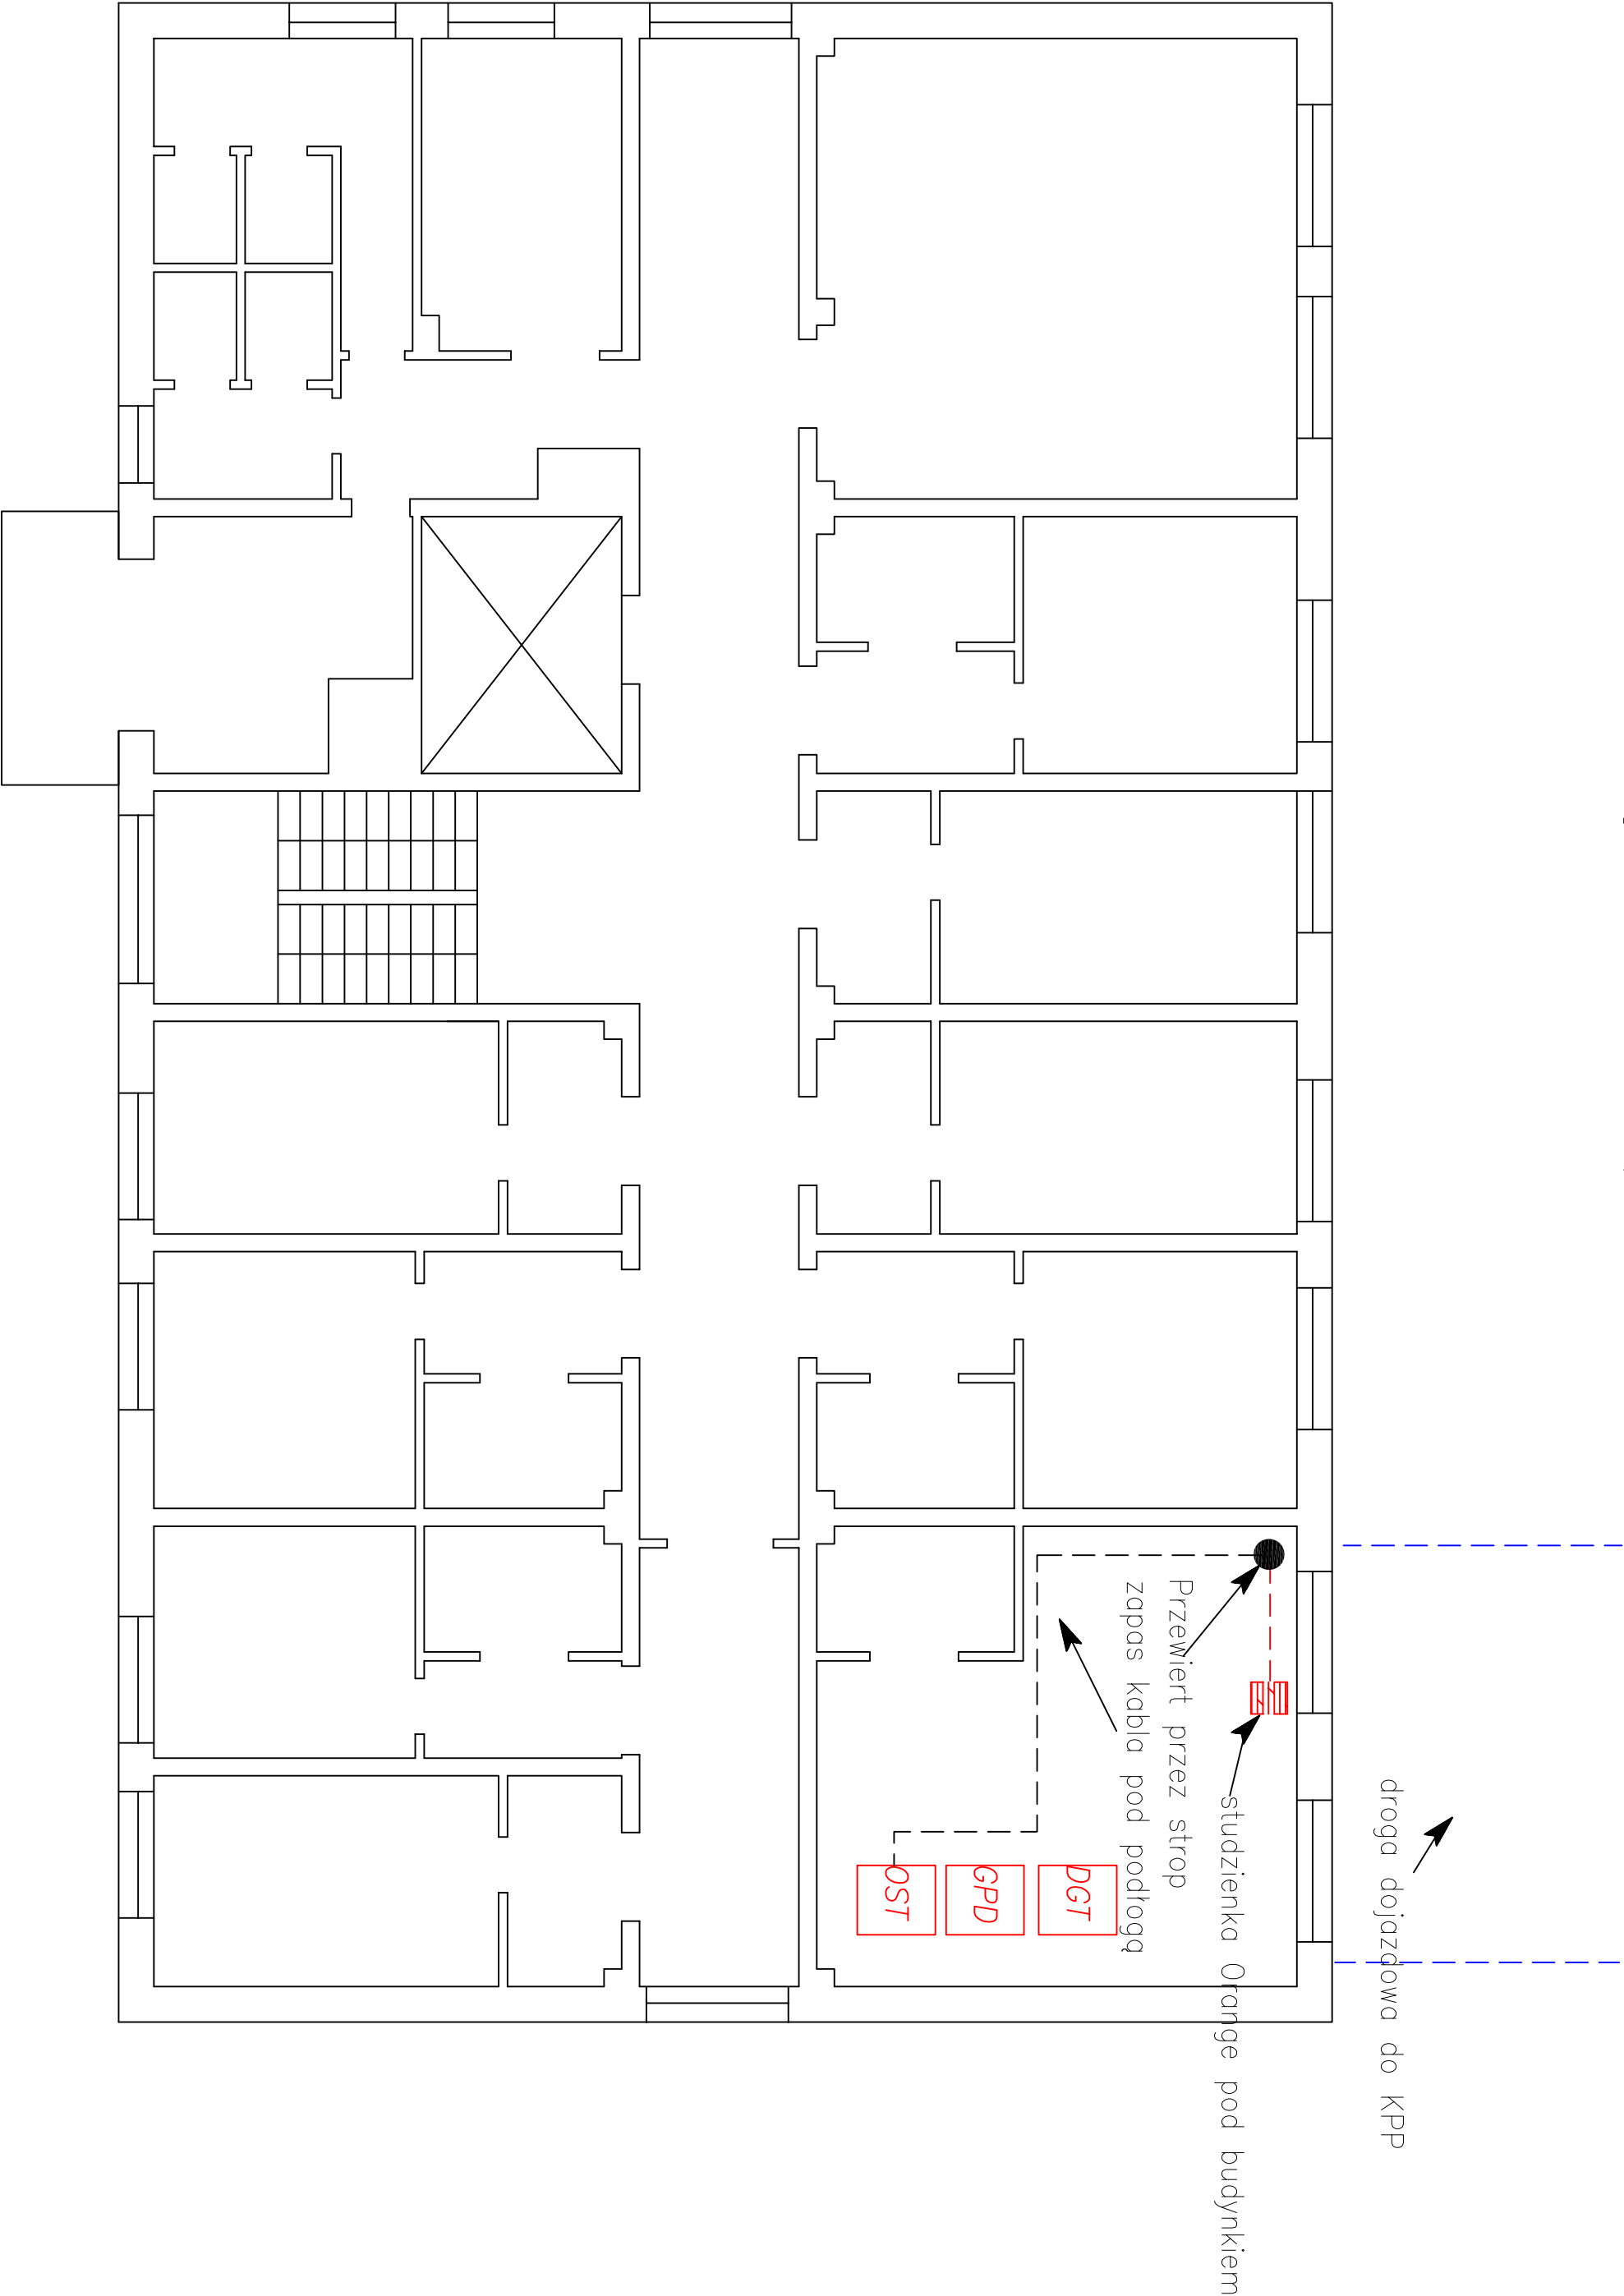 droga dojazdowa do KPP
studzienka Orange pod budynkiem
Przewiert przez strop
zapas kabla pod podłogą
DGT
GPD
OST